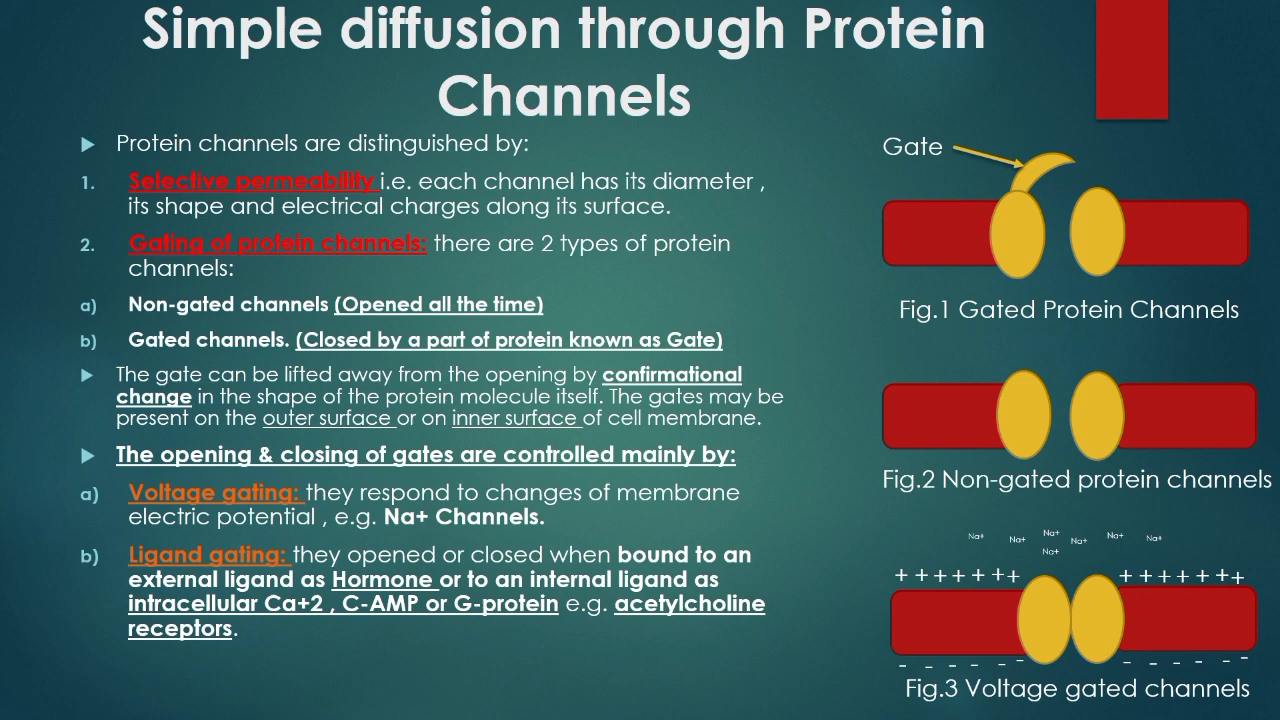 Simple diffusion through Protein
Channels
Protein channels are distinguished by:
1. Selective permeability i.e. each channel has its diameter ,
its shape and electrical charges along its surface.
2. Gating of protein channels: there are 2 types of protein
channels:
a) Non-gated channels (Opened all the time)
b) Gated channels. (Closed by a part of protein known as Gate)
The gate can be lifted away from the opening by confirmational
change in the shape of the protein molecule itself. The gates may be
present on the outer surface or on inner surface of cell membrane.
The opening & closing of gates are controlled mainly by:
a) Voltage gating: they respond to changes of membrane
electric potential , e.g. Na+ Channels.
b) Ligand gating: they opened or closed when bound to an
external ligand as Hormone or to an internal ligand as
intracellular Ca+2 , C-AMP or G-protein e.g. acetylcholine
receptors.
Gate
Fig.1 Gated Protein Channels
Fig.2 Non-gated protein channels
Na+ Na+ Na+ Na+ Na+ Na+
Na+
+ + + + + + + + + + + + + +
- - - - - - - - - - - -
Fig.3 Voltage gated channels